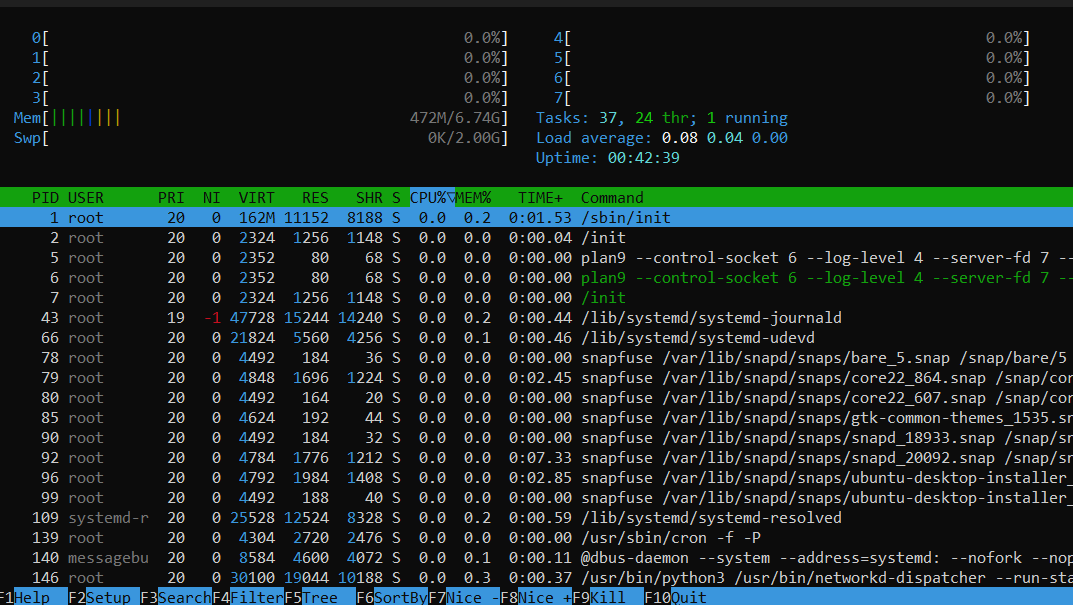 0[ 0.0%] 4[ 0.0%]
1[ 0.0%] 5[ 0.0%]
2[ 0.0%] 6[ 0.0%]
3[ 0.0%] 7[ 0.0%]
Mem[|||||||| 472M/6.74G] Tasks: 37, 24 thr; 1 running
Swp[ 0K/2.00G] Load average: 0.08 0.04 0.00
Uptime: 00:42:39
PID USER PRI NI VIRT RES SHR S CPU%▽MEM% TIME+ Command
1 root 20 0 162M 11152 8188 S 0.0 0.2 0:01.53 /sbin/init
2 root 20 0 2324 1256 1148 S 0.0 0.0 0:00.04 /init
5 root 20 0 2352 80 68 S 0.0 0.0 0:00.00 plan9 --control-socket 6 --log-level 4 --server-fd 7 --
6 root 20 0 2352 80 68 S 0.0 0.0 0:00.00 plan9 --control-socket 6 --log-level 4 --server-fd 7 --
7 root 20 0 2324 1256 1148 S 0.0 0.0 0:00.00 /init
43 root 19 -1 47728 15244 14240 S 0.0 0.2 0:00.44 /lib/systemd/systemd-journald
66 root 20 0 21824 5560 4256 S 0.0 0.1 0:00.46 /lib/systemd/systemd-udevd
78 root 20 0 4492 184 36 S 0.0 0.0 0:00.00 snapfuse /var/lib/snapd/snaps/bare_5.snap /snap/bare/5
79 root 20 0 4848 1696 1224 S 0.0 0.0 0:02.45 snapfuse /var/lib/snapd/snaps/core22_864.snap /snap/cor
80 root 20 0 4492 164 20 S 0.0 0.0 0:00.00 snapfuse /var/lib/snapd/snaps/core22_607.snap /snap/cor
85 root 20 0 4624 192 44 S 0.0 0.0 0:00.00 snapfuse /var/lib/snapd/snaps/gtk-common-themes_1535.sn
90 root 20 0 4492 184 32 S 0.0 0.0 0:00.00 snapfuse /var/lib/snapd/snaps/snapd_18933.snap /snap/sn
92 root 20 0 4784 1776 1212 S 0.0 0.0 0:07.33 snapfuse /var/lib/snapd/snaps/snapd_20092.snap /snap/sn
96 root 20 0 4792 1984 1408 S 0.0 0.0 0:02.85 snapfuse /var/lib/snapd/snaps/ubuntu-desktop-installer_
99 root 20 0 4492 188 40 S 0.0 0.0 0:00.00 snapfuse /var/lib/snapd/snaps/ubuntu-desktop-installer_
109 systemd-r 20 0 25528 12524 8328 S 0.0 0.2 0:00.59 /lib/systemd/systemd-resolved
139 root 20 0 4304 2720 2476 S 0.0 0.0 0:00.00 /usr/sbin/cron -f -P
140 messagebu 20 0 8584 4600 4072 S 0.0 0.1 0:00.11 @dbus-daemon --system --address=systemd: --nofork --nop
146 root 20 0 30100 19044 10188 S 0.0 0.3 0:00.37 /usr/bin/python3 /usr/bin/networkd-dispatcher --run-sta
F1Help F2Setup F3SearchF4FilterF5Tree F6SortByF7Nice -F8Nice +F9Kill F10Quit